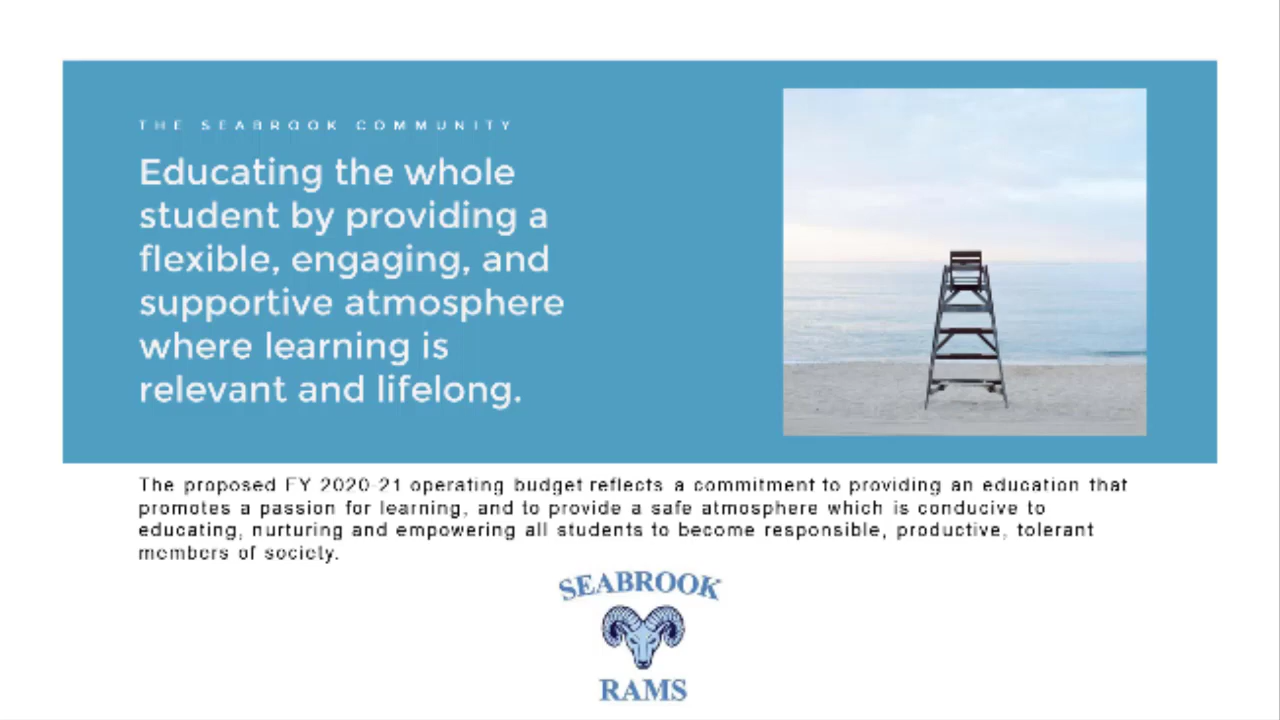 THE SEABROOK COMMUNITY
Educating the whole
student by providing a
flexible, engaging, and
supportive atmosphere
where learning is
relevant and lifelong.
The proposed FY 2020-21 operating budget reflects a commitment to providing an education that
promotes a passion for learning, and to provide a safe atmosphere which is conducive to
educating, nurturing and empowering all students to become responsible, productive, tolerant
members of society.
SEABROOK
RAMS